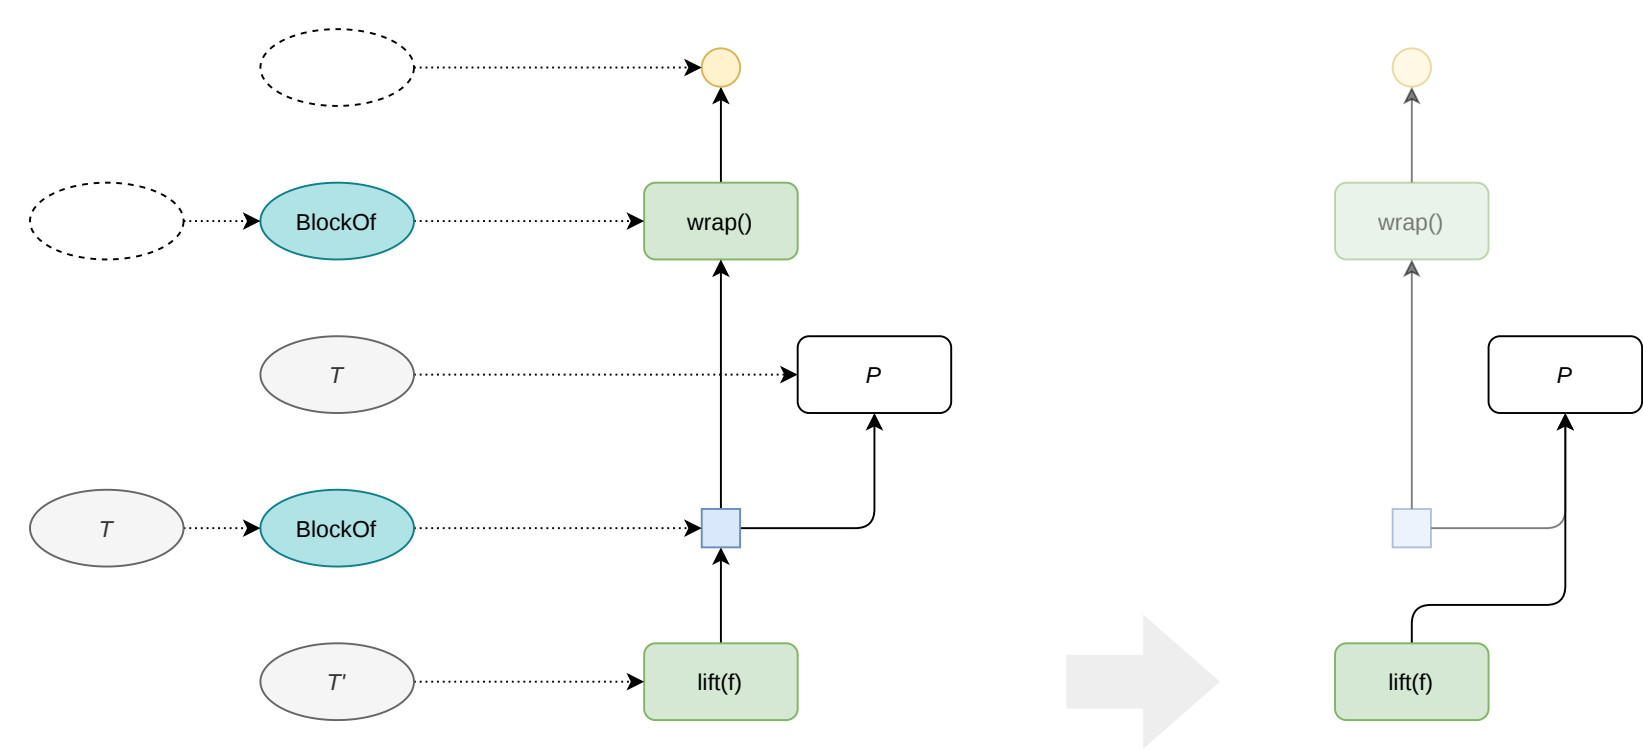 BlockOf
wrap()
wrap()
T
P
P
T
BlockOf
T'
lift(f)
lift(f)